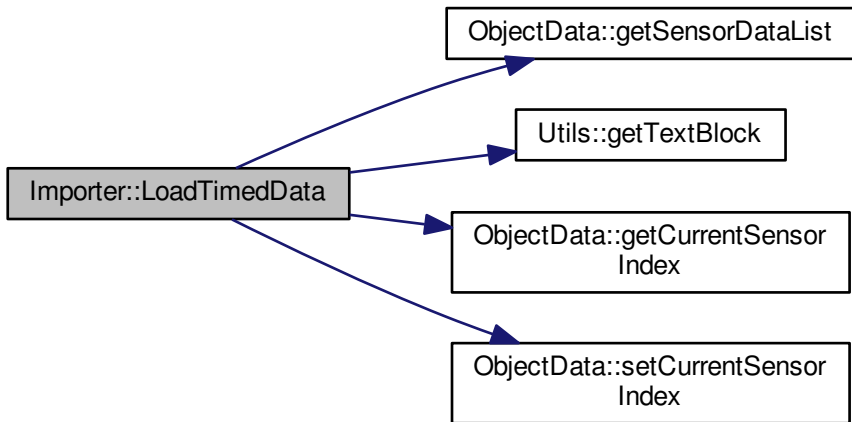 ObjectData::getSensorDataList
Utils::getTextBlock
Importer::LoadTimedData
ObjectData::getCurrentSensor
Index
ObjectData::setCurrentSensor
Index